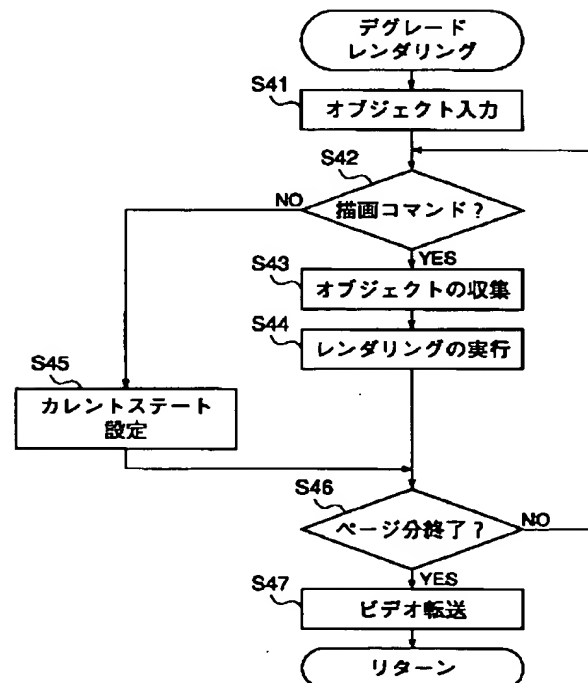 デグレード
レンダリング
S41
オブジェクト入力
S42
NO
描画コマンド？
YES
S43
オブジェクトの収集
S44
レンダリングの実行
S45
カレントステート
設定
S46
ページ分終了？
NO
YES
S47
ビデオ転送
リターン